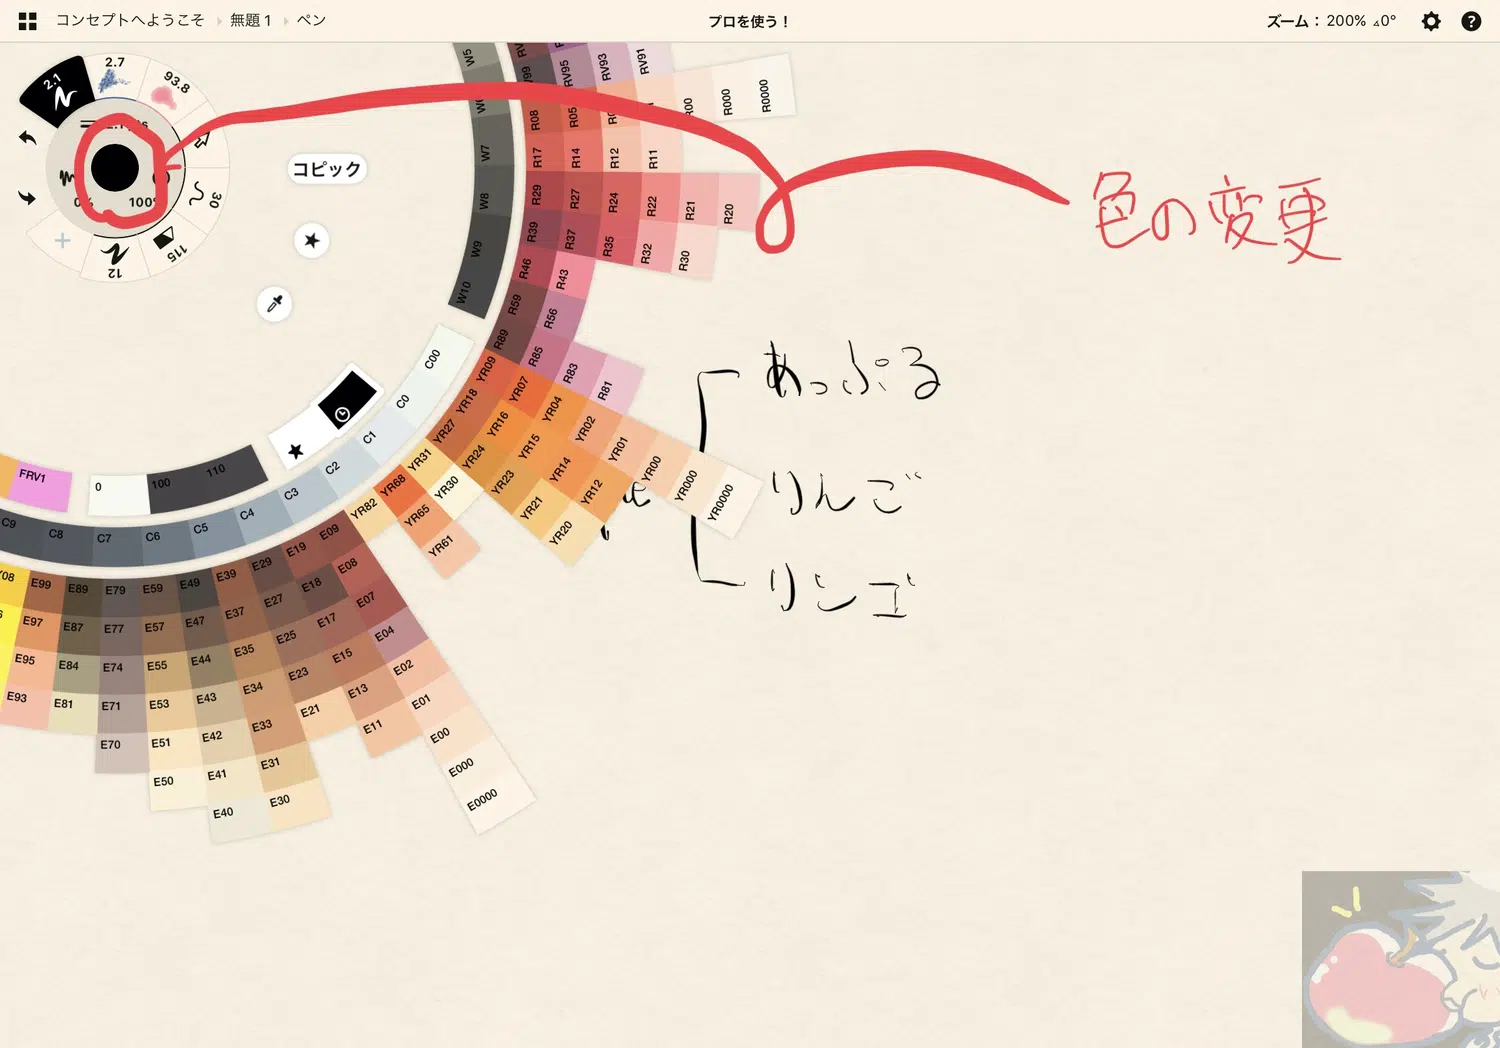 コンセプトへようこそ 無題 1 ペン
プロを使う！
ズーム： 200% ⊿0°
2.1
2.7
93.8
30
115
12
0%
100%
コピック
色の変更
あっぷる
りんご
リンゴ
W5
W7
W8
W9
W10
C00
C0
C1
C2
C3
C4
C5
C6
C7
C8
C9
FRV1
0
100
110
RV95 RV93 RV91
R08 R05 R00 R000 R0000
R17 R14 R12 R11
R29 R27 R24 R22 R21 R20
R39 R37 R35 R32 R30
R46 R43
R59 R56
R89 R85 R83 R81
YR09 YR07 YR04 YR02 YR01 YR00 YR000 YR0000
YR18 YR16 YR15 YR14 YR12
YR27 YR24 YR23 YR21 YR20
YR31 YR30
YR68 YR65 YR61
YR82
E09 E08 E07 E04 E02 E01 E00 E000 E0000
E19 E18 E17 E15 E13 E11
E29 E27 E25 E23 E21
E39 E37 E35 E34 E33 E31 E30
E49 E47 E44 E43 E42 E41 E40
E59 E57 E55 E53 E51 E50
E79 E77 E74 E71 E70
E89 E87 E84 E81
E99 E97 E95 E93